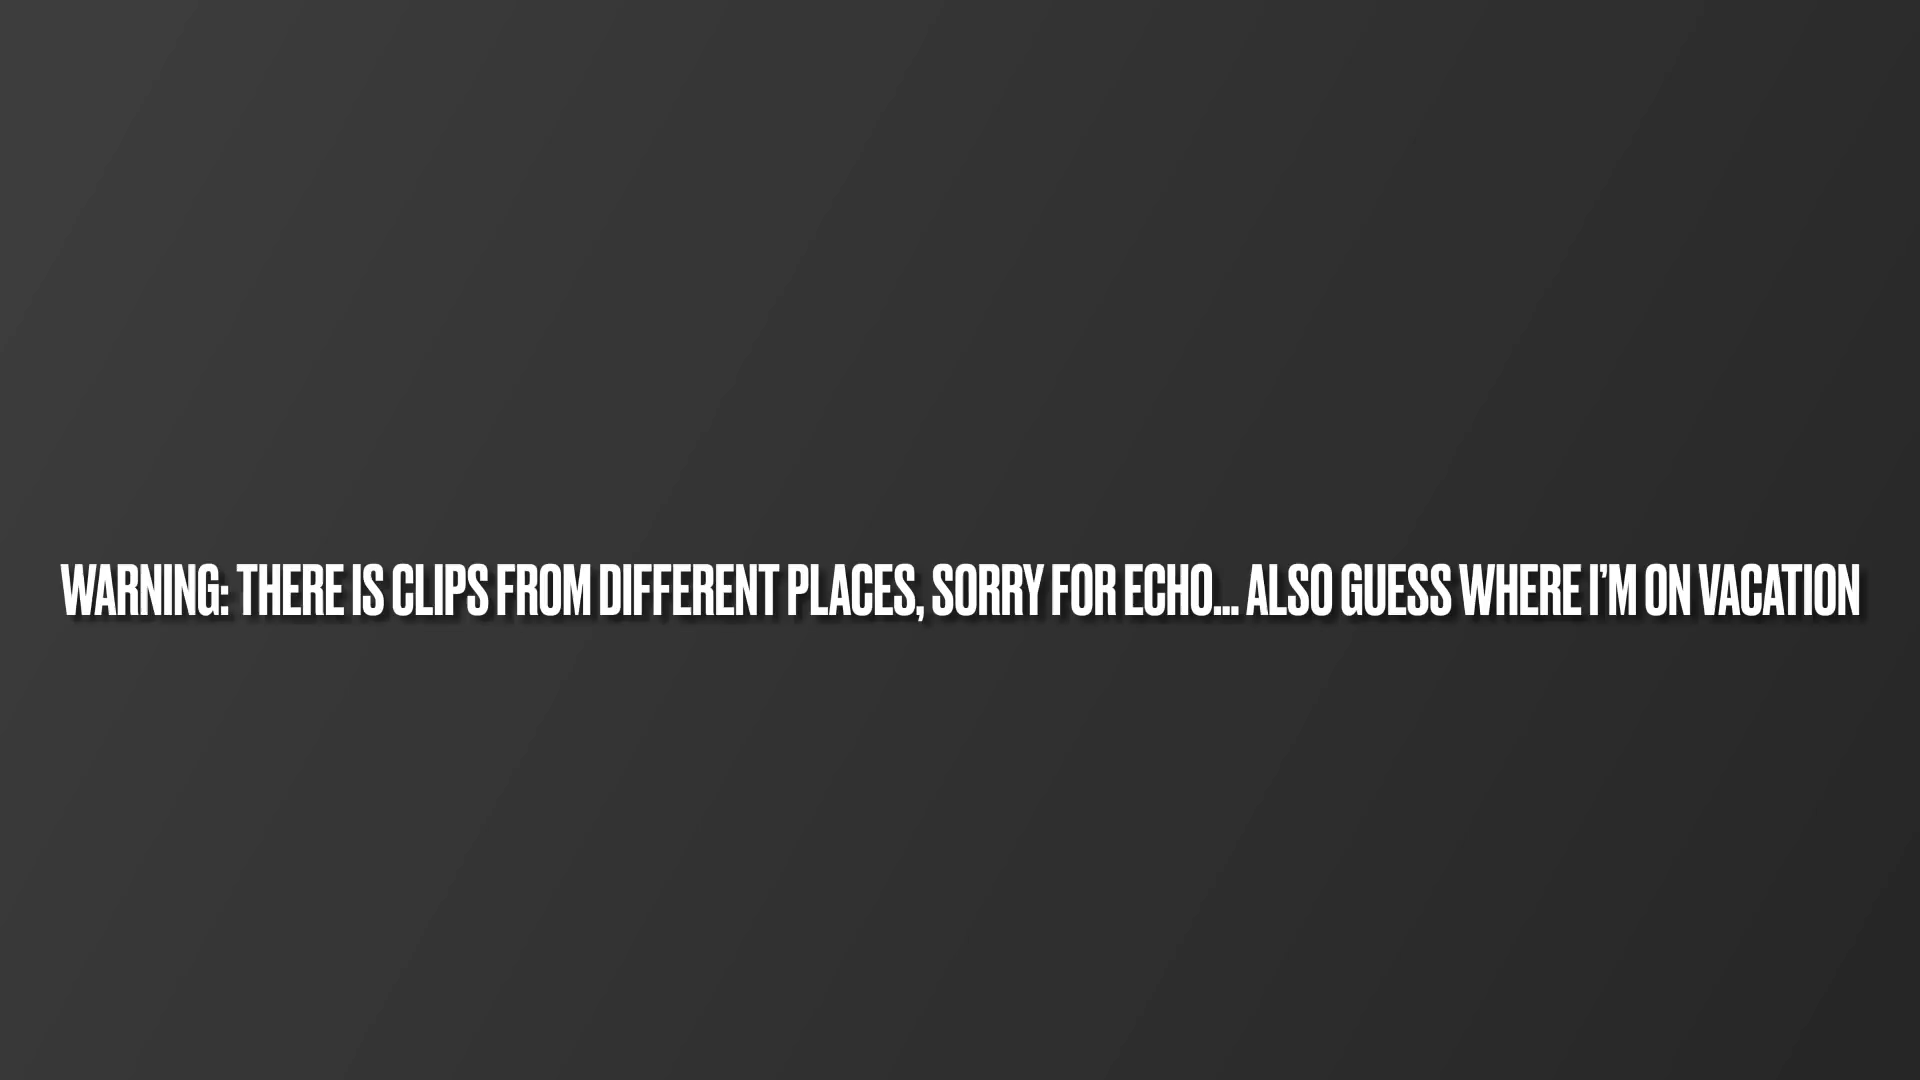 WARNING: THERE IS CLIPS FROM DIFFERENT PLACES, SORRY FOR ECHO... ALSO GUESS WHERE I'M ON VACATION